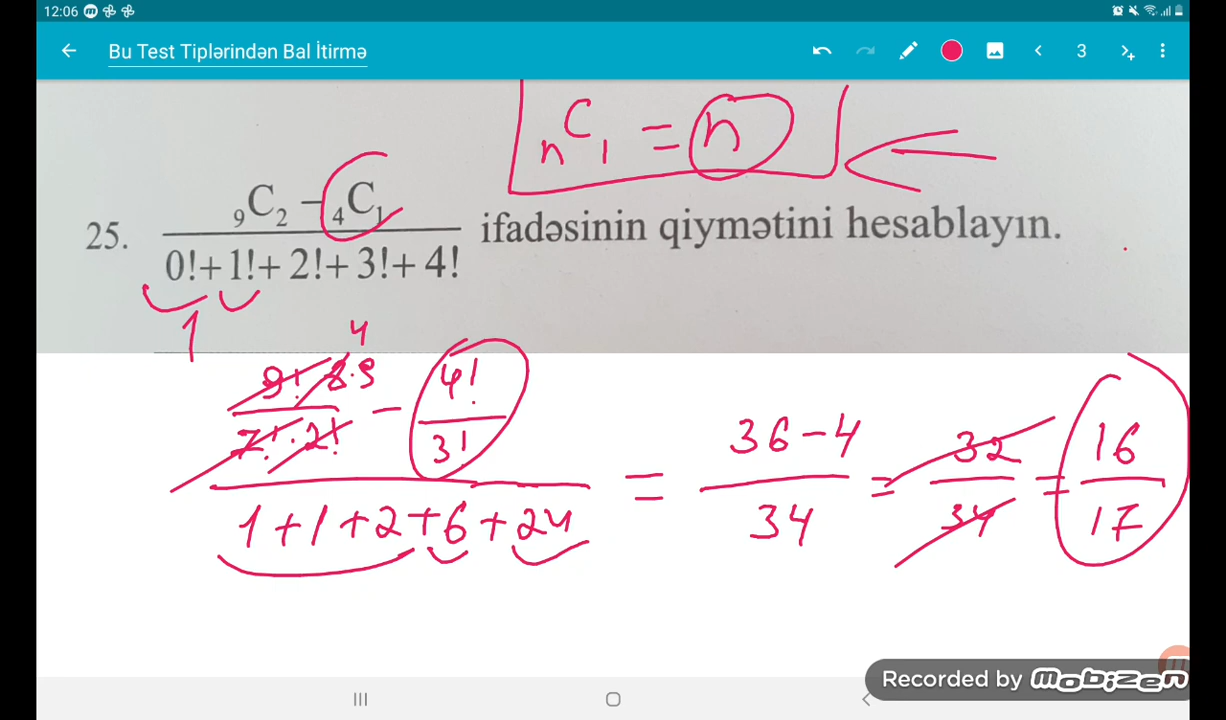 12:06
Bu Test Tiplərindən Bal İtirmə
3
nC1 = n
25. (9C2 − 4C1) / (0!+1!+2!+3!+4!) ifadəsinin qiymətini hesablayın.
1
4
9! 8·9 / 7!·2! − 4! / 3!
1+1+2+6+24
= 36−4 / 34 = 32 / 34 = 16 / 17
Recorded by mobizen